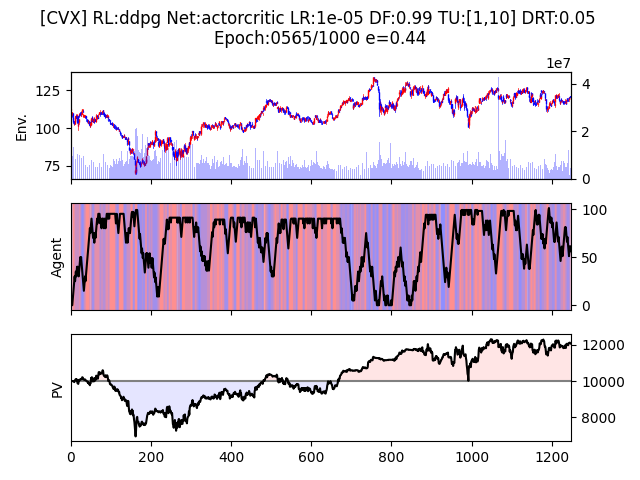 [CVX] RL:ddpg Net:actorcritic LR:1e-05 DF:0.99 TU:[1,10] DRT:0.05
Epoch:0565/1000 e=0.44
1e7
125
100
75
Env.
4
2
0
Agent
100
50
0
PV
12000
10000
8000
0 200 400 600 800 1000 1200